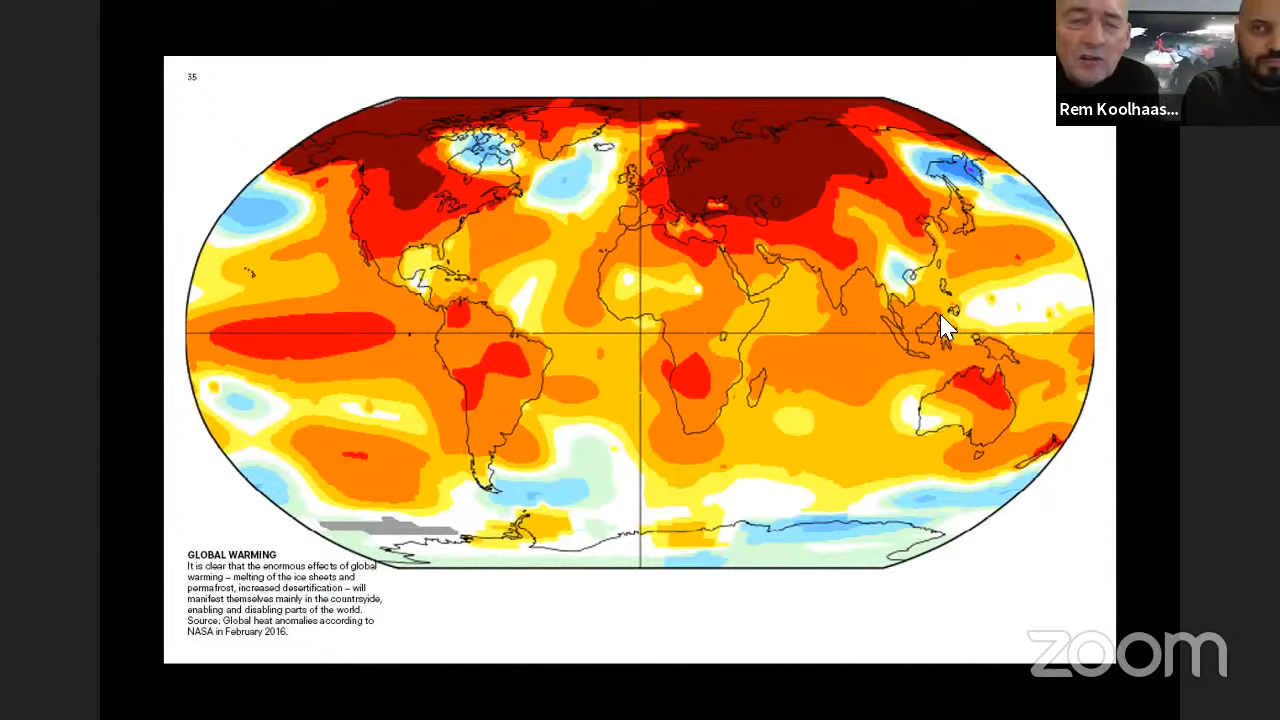 35
Rem Koolhaas...
GLOBAL WARMING
It is clear that the enormous effects of global
warming – melting of the ice sheets and
permafrost, increased desertification – will
manifest themselves mainly in the countrsyide,
enabling and disabling parts of the world.
Source: Global heat anomalies according to
NASA in February 2016.
zoom